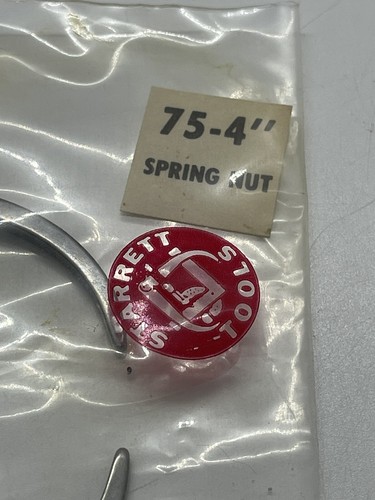 75-4"
SPRING NUT
STARRETT
TOOLS